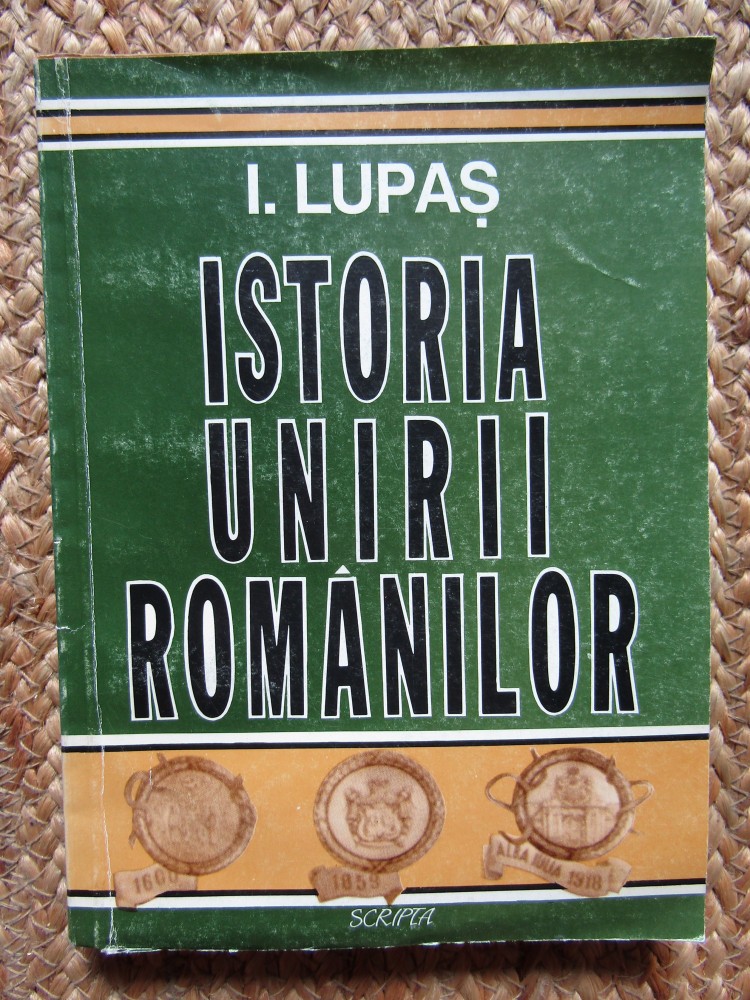 I. LUPAȘ
ISTORIA
UNIRII
ROMÂNILOR
1600
1859
ALBA IULIA 1918
SCRIPTA